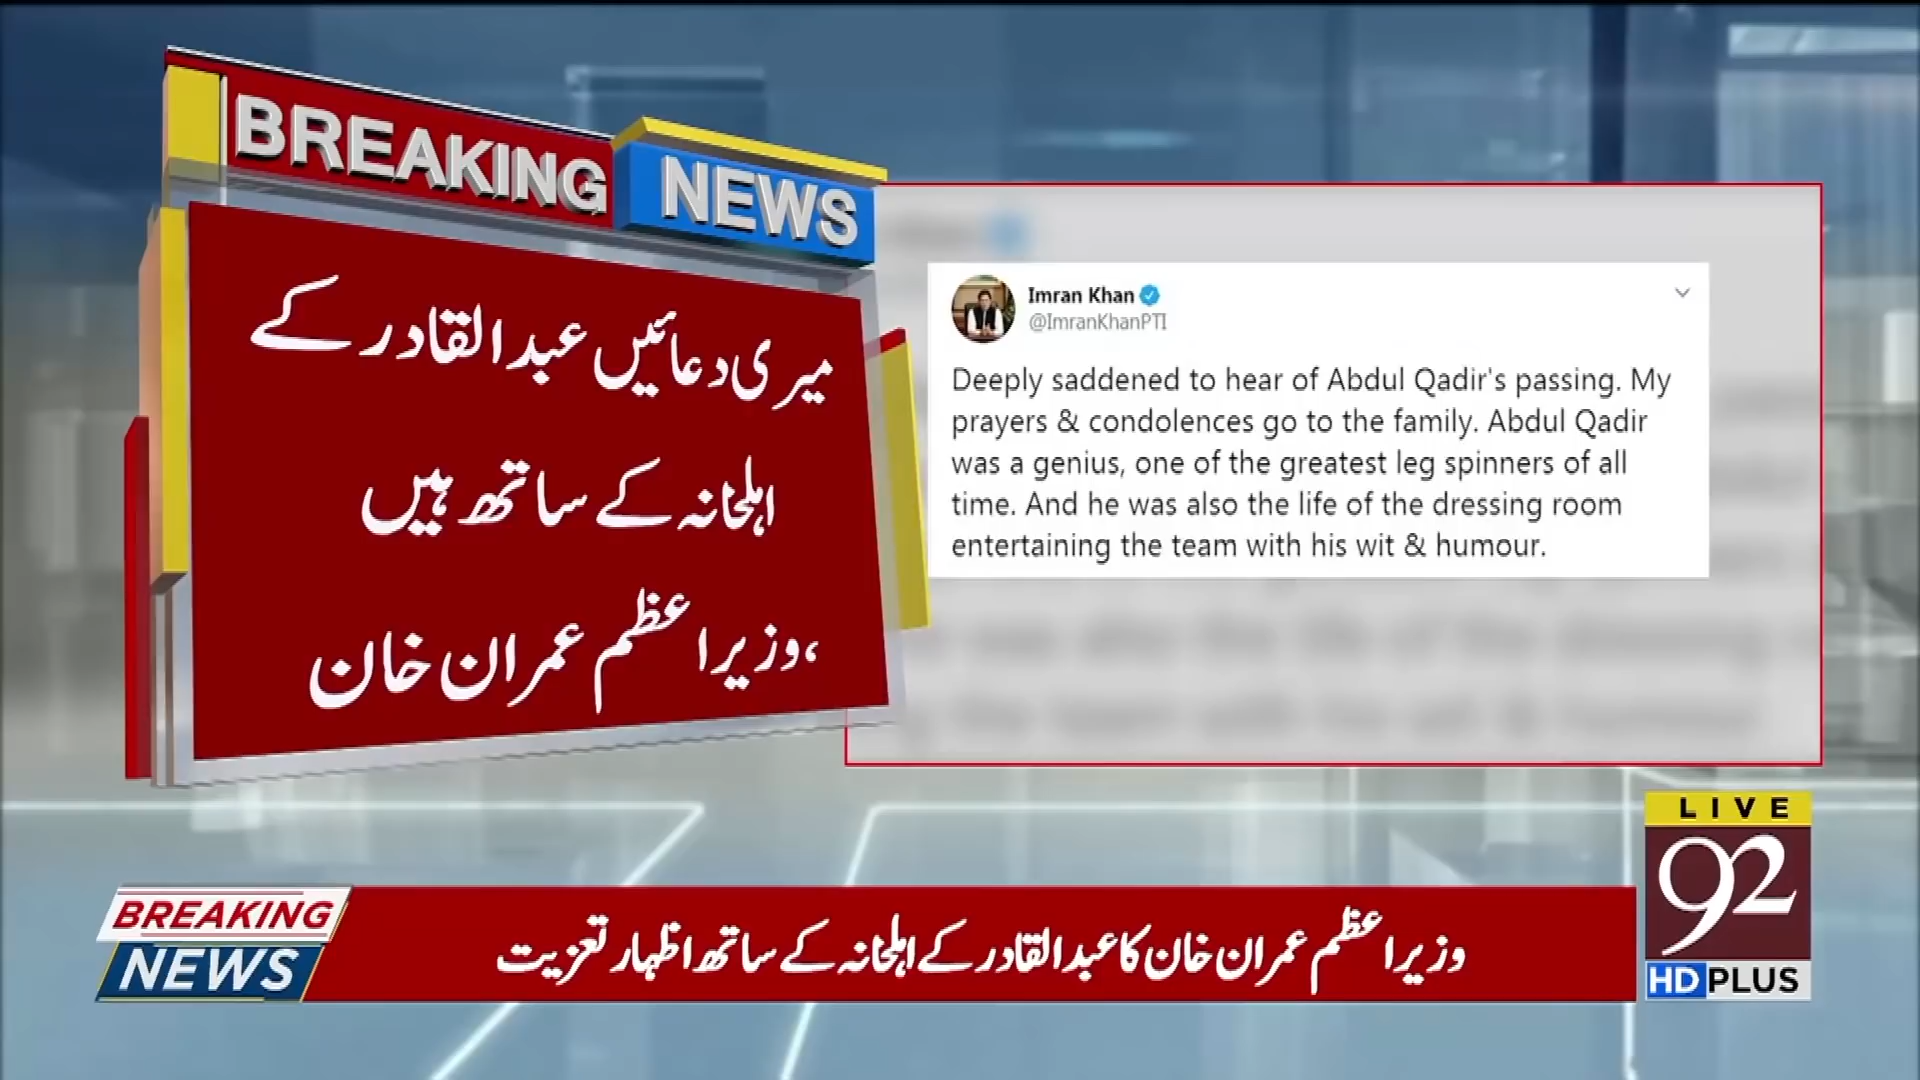 BREAKING NEWS
میری دعائیں عبدالقادر کے
اہلخانہ کے ساتھ ہیں
،وزیراعظم عمران خان
Imran Khan
@ImranKhanPTI
Deeply saddened to hear of Abdul Qadir's passing. My
prayers & condolences go to the family. Abdul Qadir
was a genius, one of the greatest leg spinners of all
time. And he was also the life of the dressing room
entertaining the team with his wit & humour.
LIVE
92
HD PLUS
BREAKING
NEWS
وزیراعظم عمران خان کا عبدالقادر کے اہلخانہ کے ساتھ اظہار تعزیت